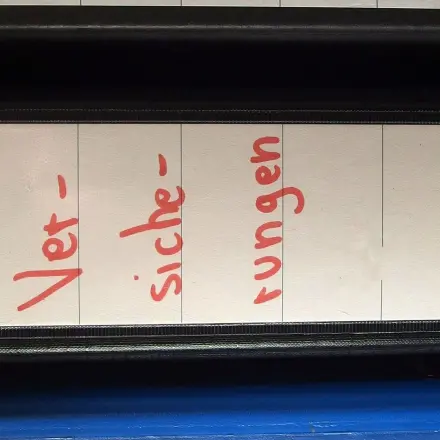 Ver-
siche-
rungen